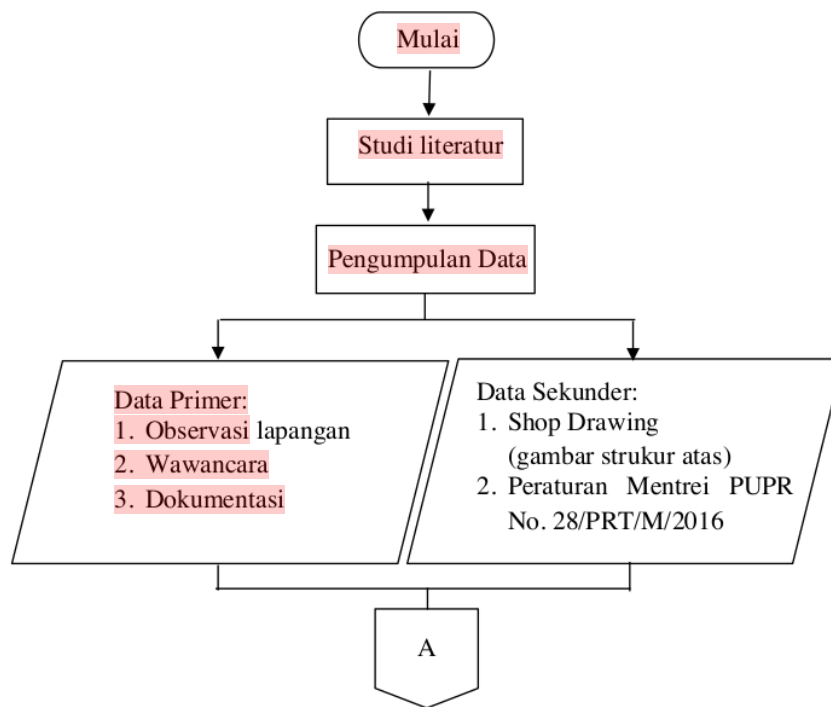 Mulai
Studi literatur
Pengumpulan Data
Data Primer:
1. Observasi lapangan
2. Wawancara
3. Dokumentasi
Data Sekunder:
1. Shop Drawing
(gambar strukur atas)
2. Peraturan Mentrei PUPR
No. 28/PRT/M/2016
A